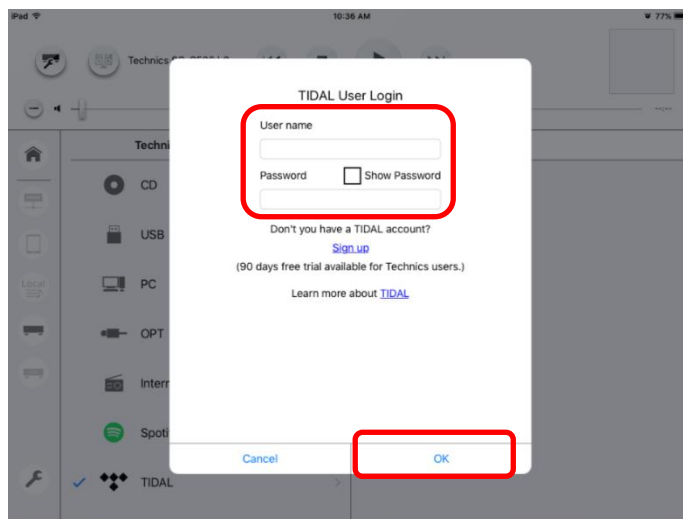 iPad 10:36 AM 77%
Technics
TIDAL User Login
User name
Techni
Password Show Password
CD
USB
Don't you have a TIDAL account?
Sign up
(90 days free trial available for Technics users.)
PC
Learn more about TIDAL
OPT
Intern
Spoti
Cancel OK
TIDAL